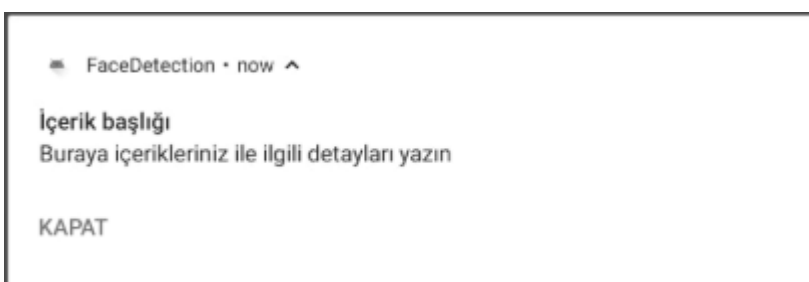 FaceDetection • now
İçerik başlığı
Buraya içerikleriniz ile ilgili detayları yazın
KAPAT